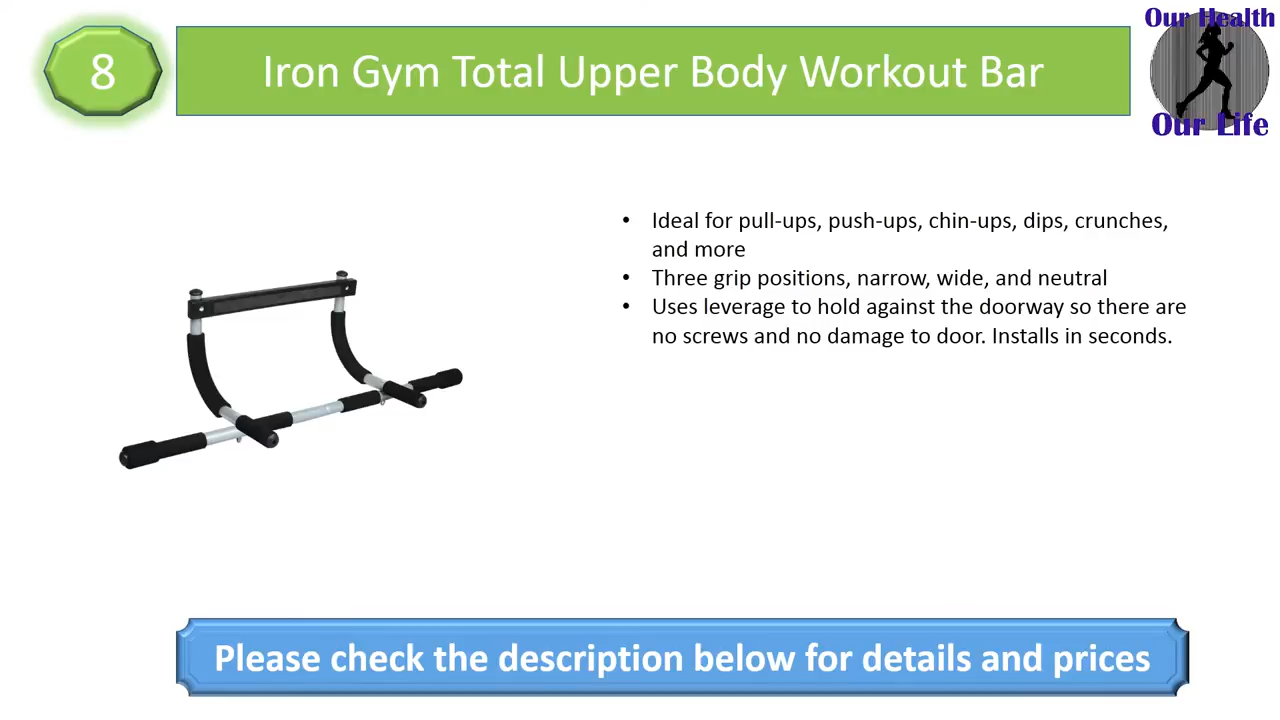 8
Iron Gym Total Upper Body Workout Bar
Our Health
Our Life
• Ideal for pull-ups, push-ups, chin-ups, dips, crunches,
and more
• Three grip positions, narrow, wide, and neutral
• Uses leverage to hold against the doorway so there are
no screws and no damage to door. Installs in seconds.
Please check the description below for details and prices